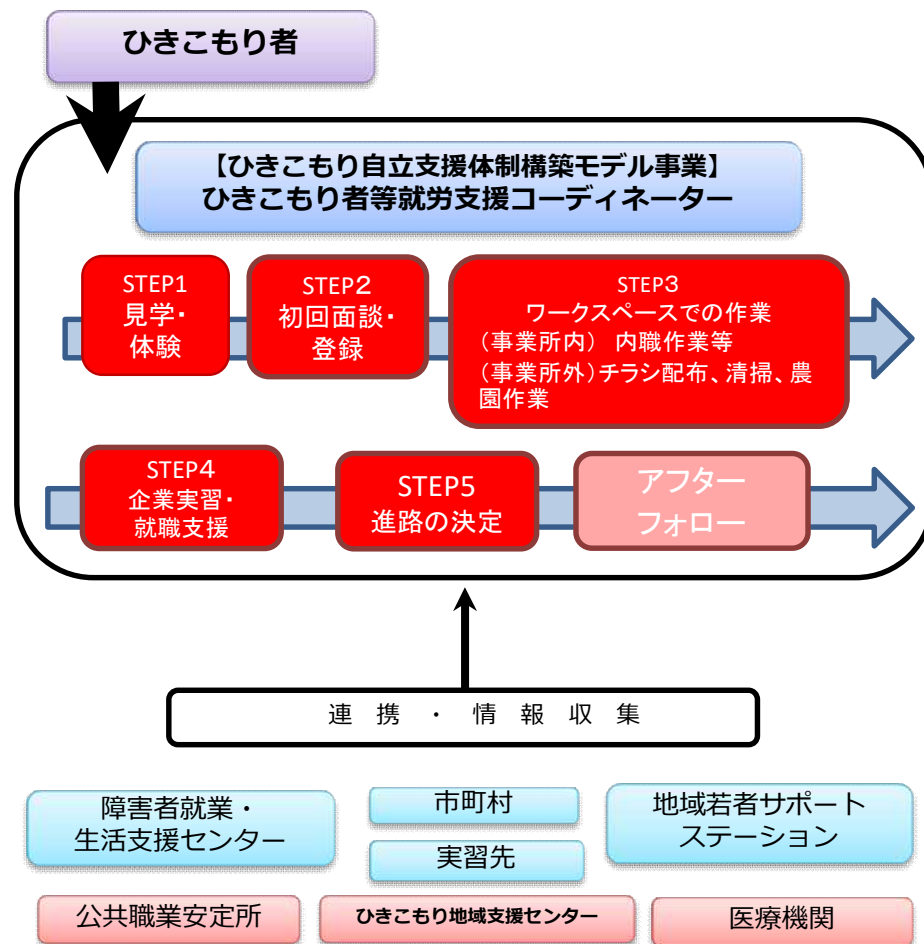 ひきこもり者
【ひきこもり自立支援体制構築モデル事業】
ひきこもり者等就労支援コーディネーター
STEP1
見学・
体験
STEP2
初回面談・
登録
STEP3
ワークスペースでの作業
(事業所内) 内職作業等
(事業所外)チラシ配布、清掃、農
園作業
STEP4
企業実習・
就職支援
STEP5
進路の決定
アフター
フォロー
連携・情報収集
障害者就業・
生活支援センター
市町村
実習先
地域若者サポート
ステーション
公共職業安定所
ひきこもり地域支援センター
医療機関